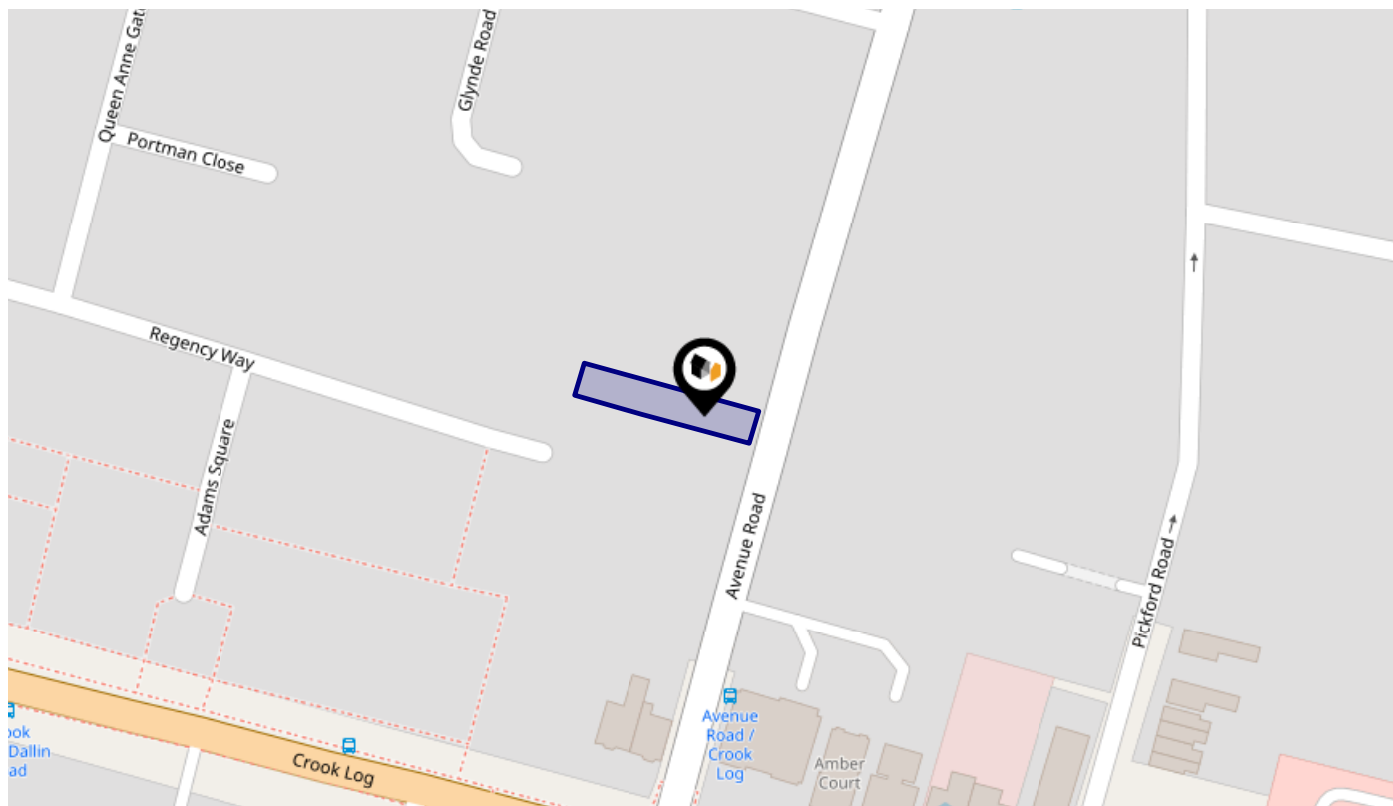 Queen Anne Gat
Glynde Road
Portman Close
Regency Way
Adams Square
Avenue Road
Pickford Road
Avenue
Road /
Crook
Log
Amber
Court
Crook Log
ook
Dallin
ad